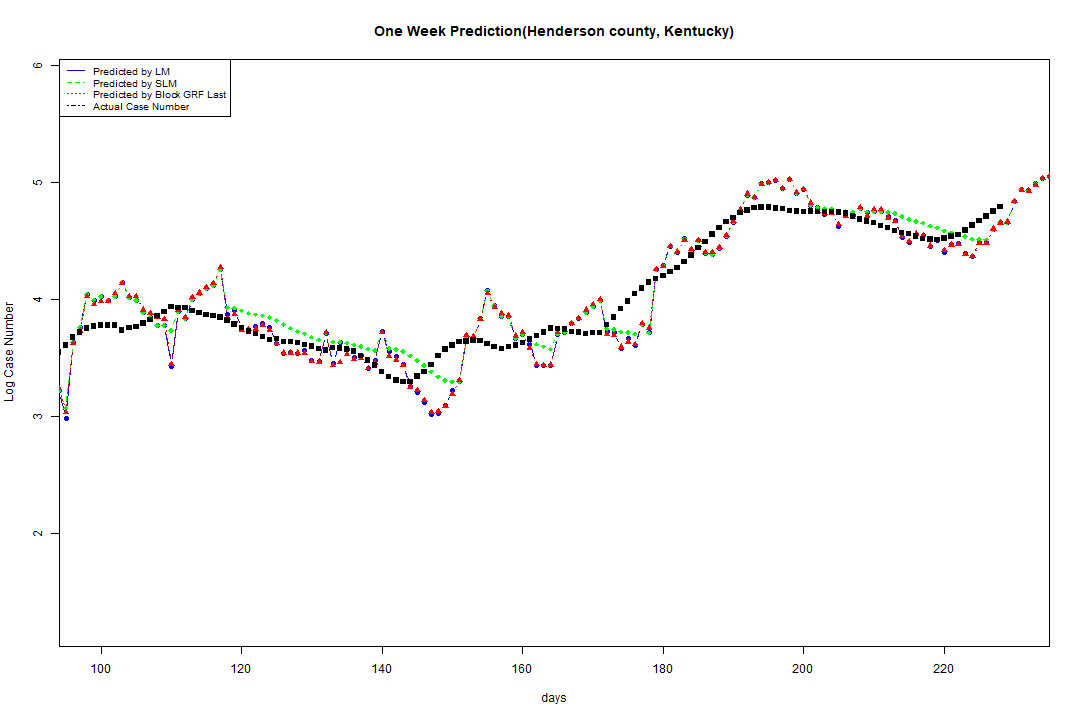 One Week Prediction(Henderson county, Kentucky)
Predicted by LM
Predicted by SLM
Predicted by Block GRF Last
Actual Case Number
6
5
4
3
2
Log Case Number
100 120 140 160 180 200 220
days